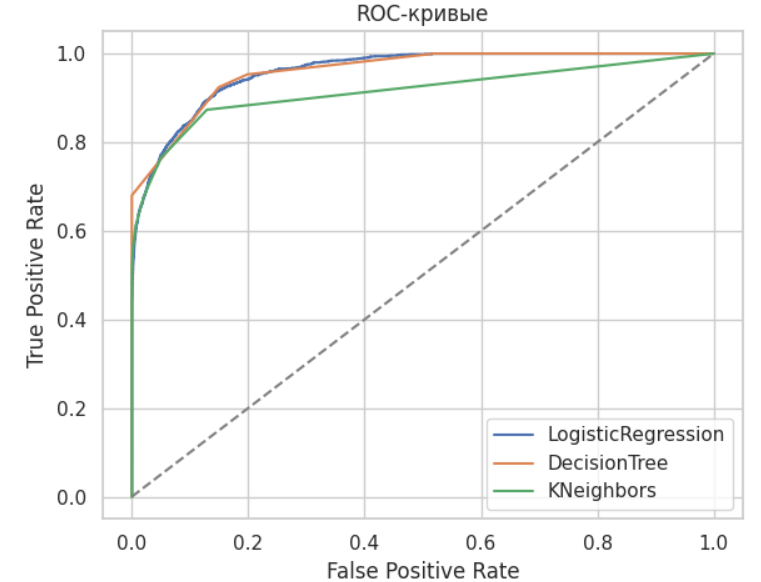 ROC-кривые
1.0
0.8
0.6
0.4
0.2
0.0
True Positive Rate
LogisticRegression
DecisionTree
KNeighbors
0.0 0.2 0.4 0.6 0.8 1.0
False Positive Rate